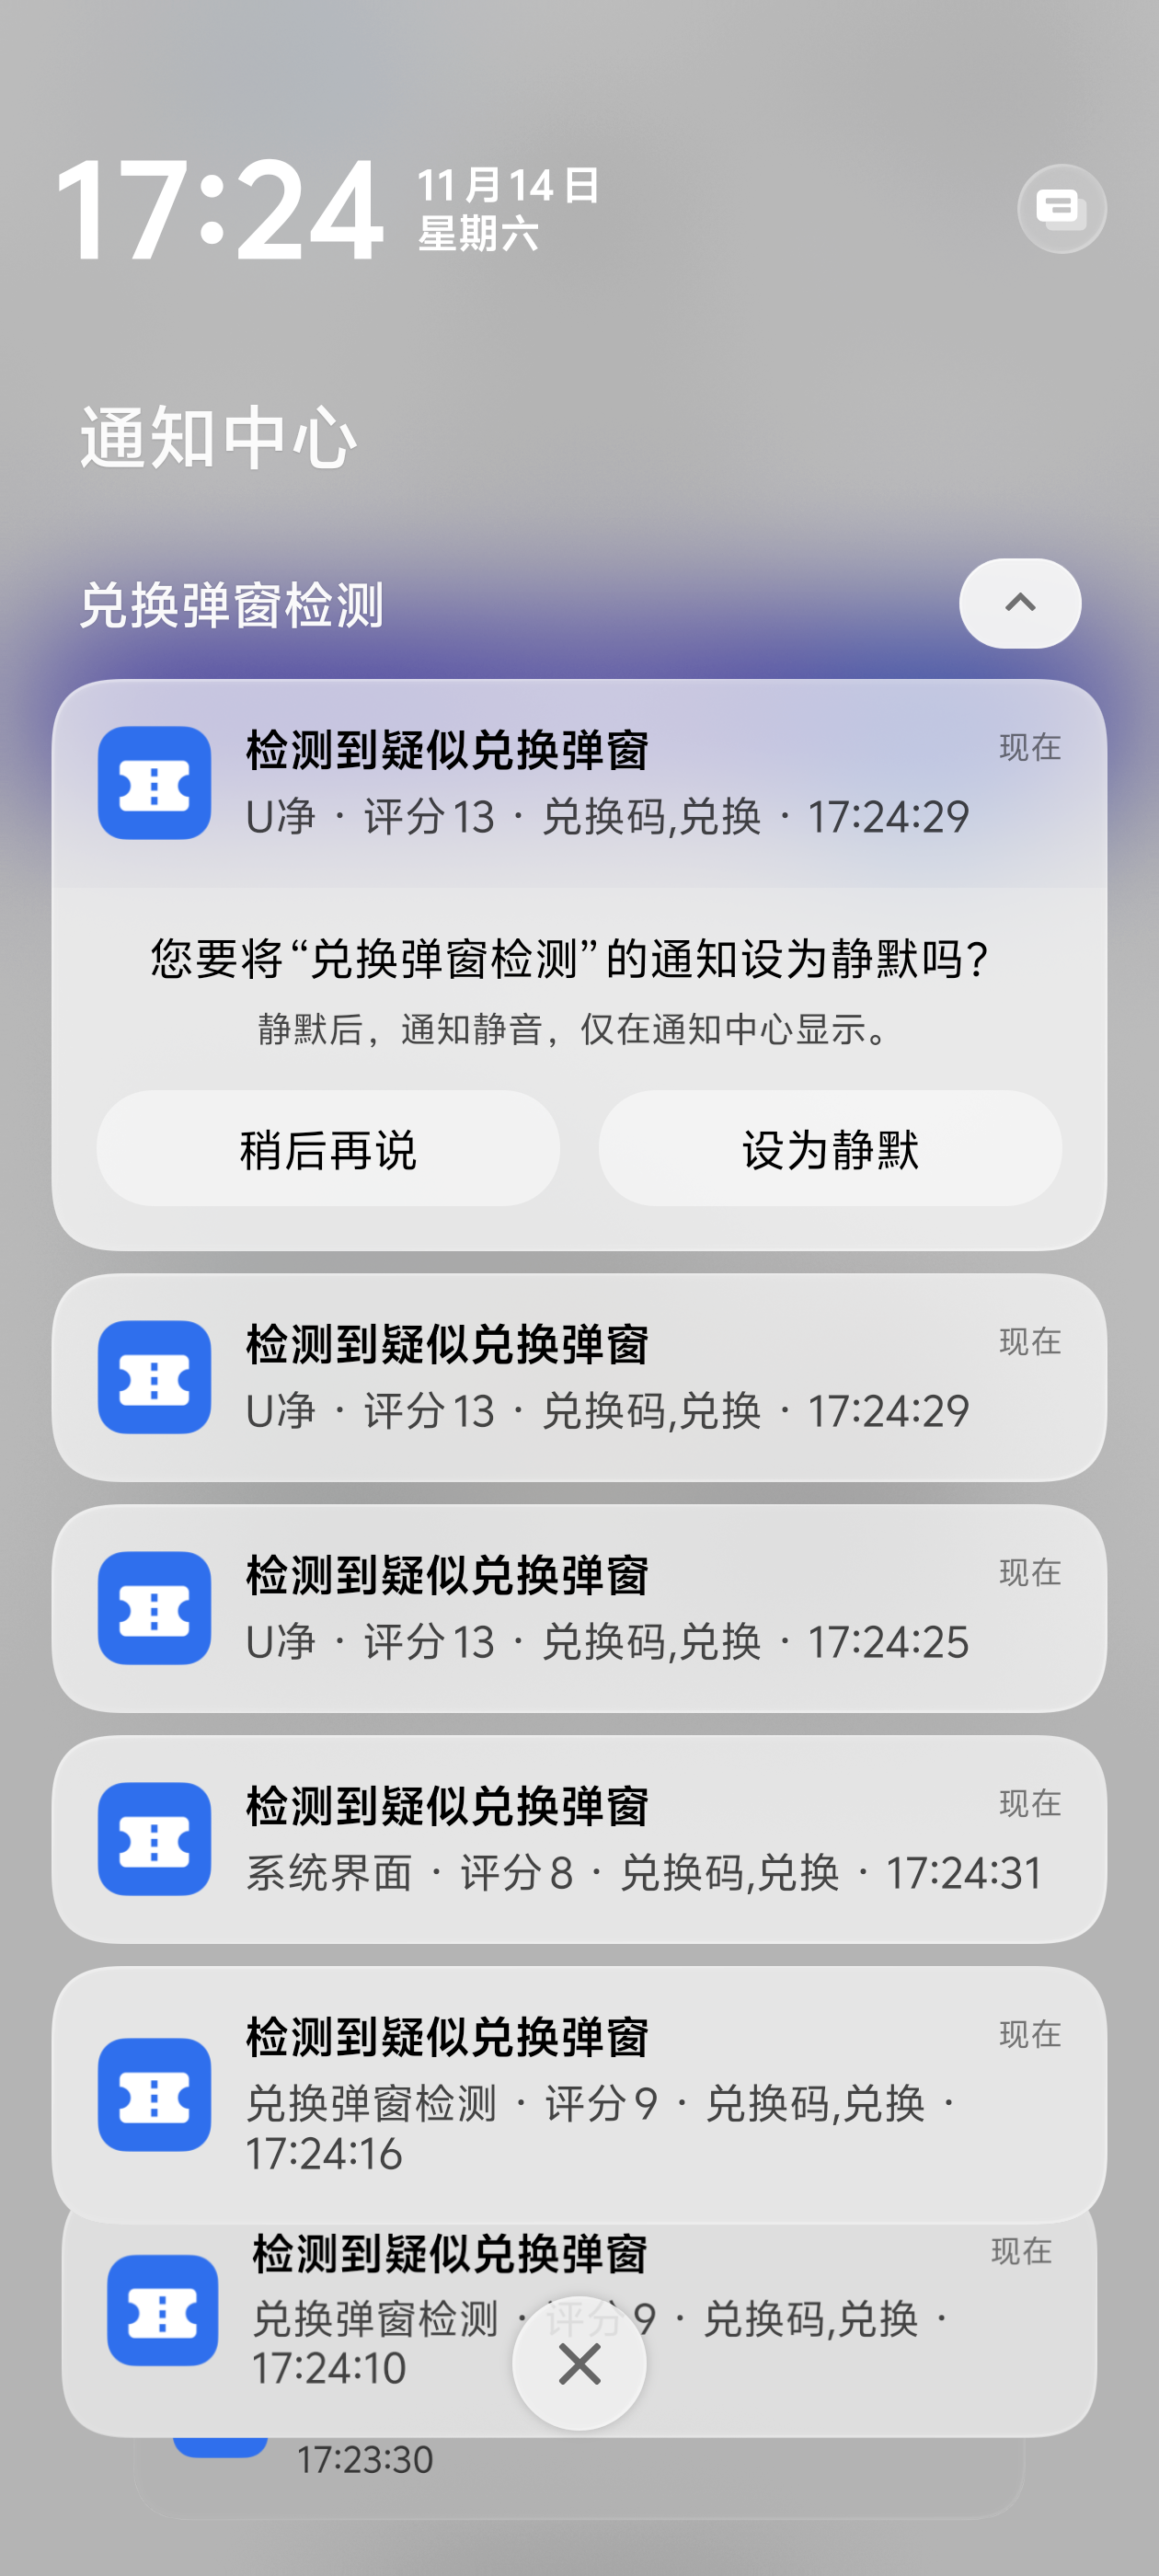 17:24
11月14日
星期六
通知中心
兑换弹窗检测
检测到疑似兑换弹窗
现在
U净 · 评分13 · 兑换码,兑换 · 17:24:29
您要将“兑换弹窗检测”的通知设为静默吗?
静默后，通知静音，仅在通知中心显示。
稍后再说
设为静默
检测到疑似兑换弹窗
现在
U净 · 评分13 · 兑换码,兑换 · 17:24:29
检测到疑似兑换弹窗
现在
U净 · 评分13 · 兑换码,兑换 · 17:24:25
检测到疑似兑换弹窗
现在
系统界面 · 评分8 · 兑换码,兑换 · 17:24:31
检测到疑似兑换弹窗
现在
兑换弹窗检测 · 评分9 · 兑换码,兑换 ·
17:24:16
检测到疑似兑换弹窗
现在
兑换弹窗检测 · 评分9 · 兑换码,兑换 ·
17:24:10
17:23:30